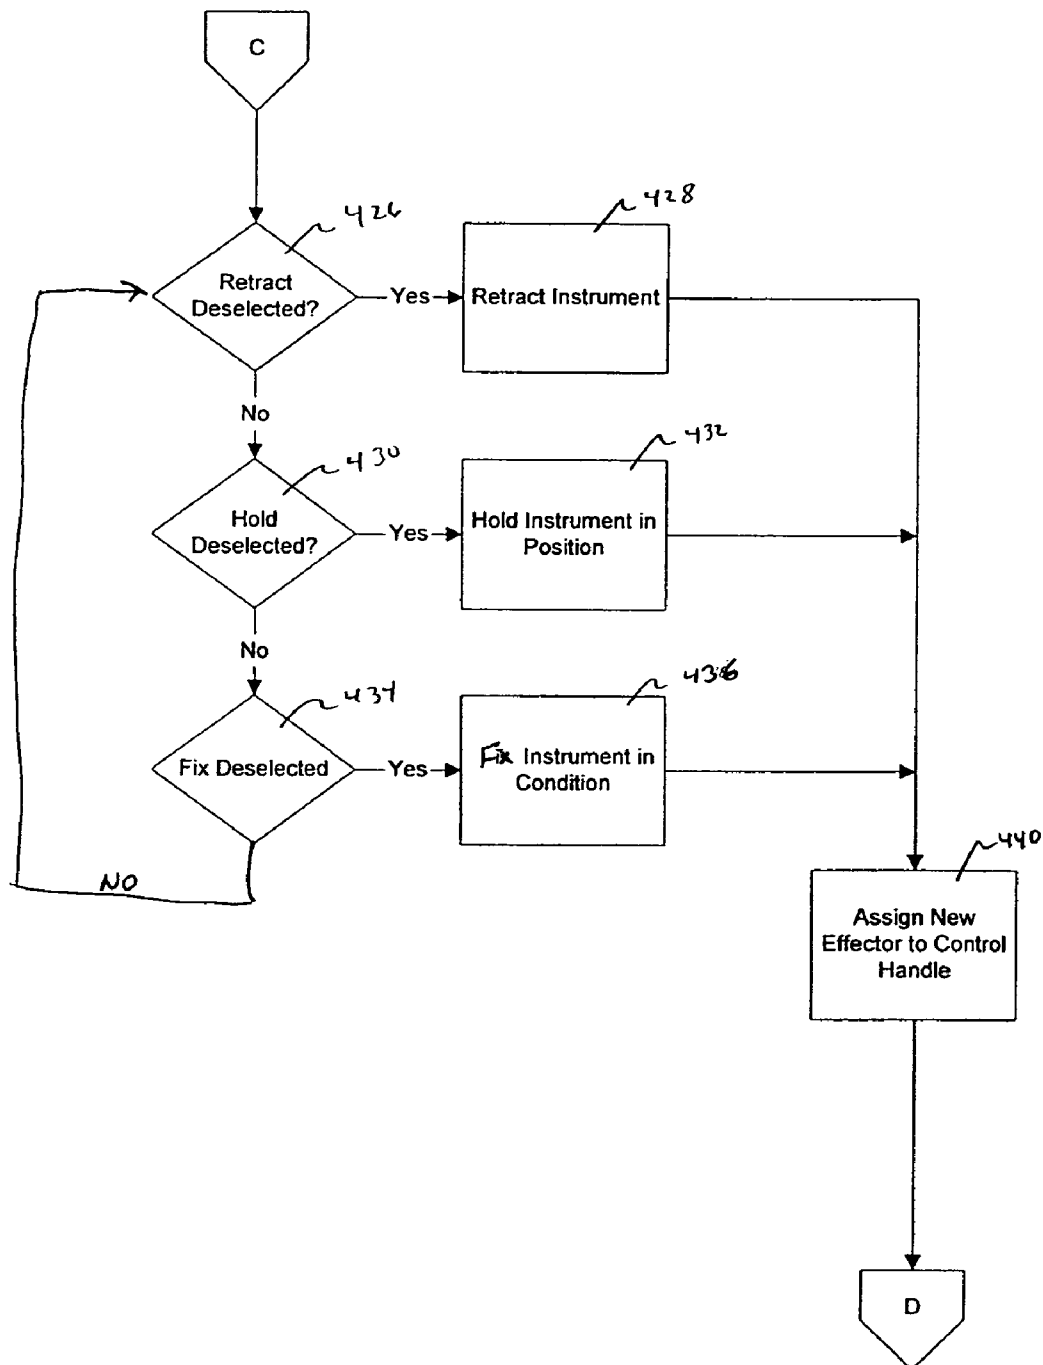 C
426
428
Retract
Deselected?
Yes
Retract Instrument
No
430
432
Hold
Deselected?
Yes
Hold Instrument in
Position
No
434
436
Fix Deselected
Yes
Fix Instrument in
Condition
NO
440
Assign New
Effector to Control
Handle
D